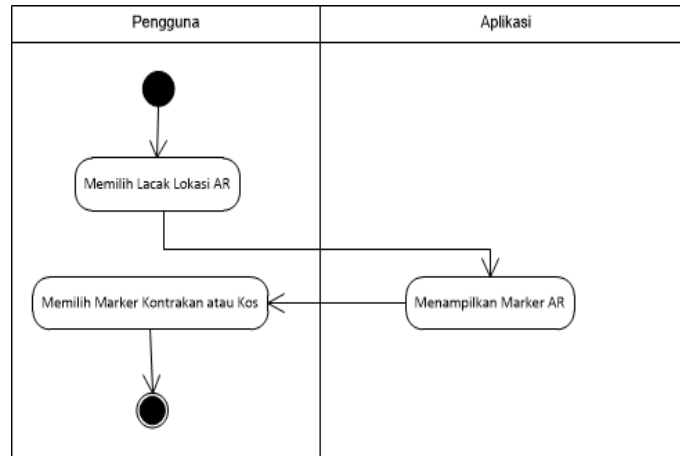 Pengguna
Aplikasi
Memilih Lacak Lokasi AR
Menampilkan Marker AR
Memilih Marker Kontrakan atau Kos